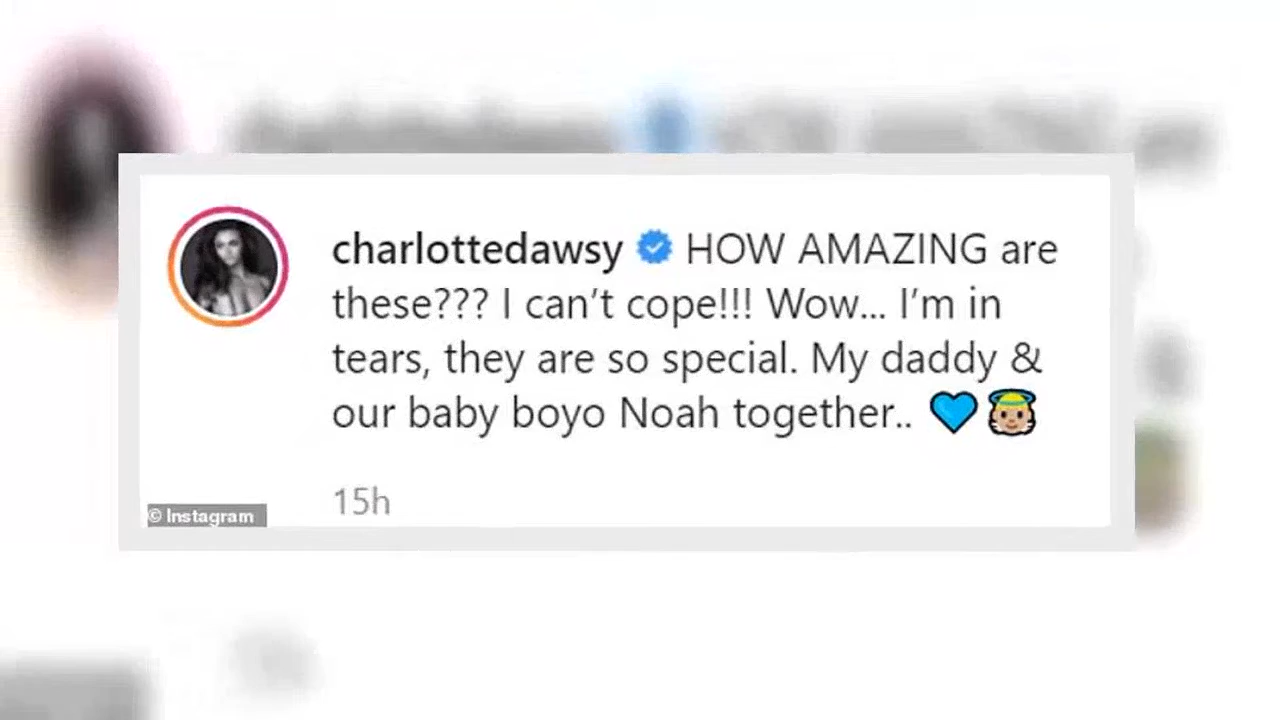 charlottedawsy HOW AMAZING are
these??? I can’t cope!!! Wow... I’m in
tears, they are so special. My daddy &
our baby boyo Noah together.. 💙👼🏼
15h
© Instagram